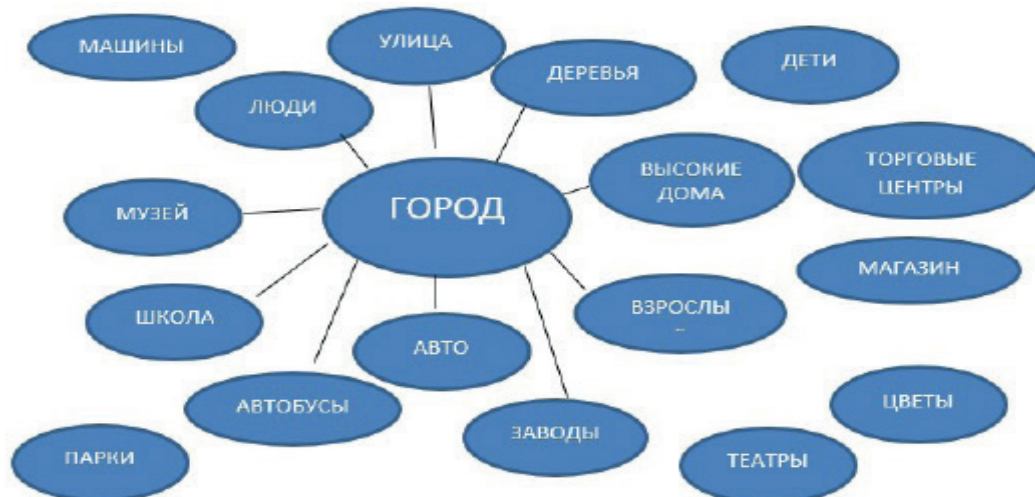 МАШИНЫ
УЛИЦА
ДЕРЕВЬЯ
ДЕТИ
ЛЮДИ
ВЫСОКИЕ
ДОМА
ТОРГОВЫЕ
ЦЕНТРЫ
МУЗЕЙ
ГОРОД
МАГАЗИН
ШКОЛА
ВЗРОСЛЫ
АВТО
АВТОБУСЫ
ЗАВОДЫ
ЦВЕТЫ
ПАРКИ
ТЕАТРЫ